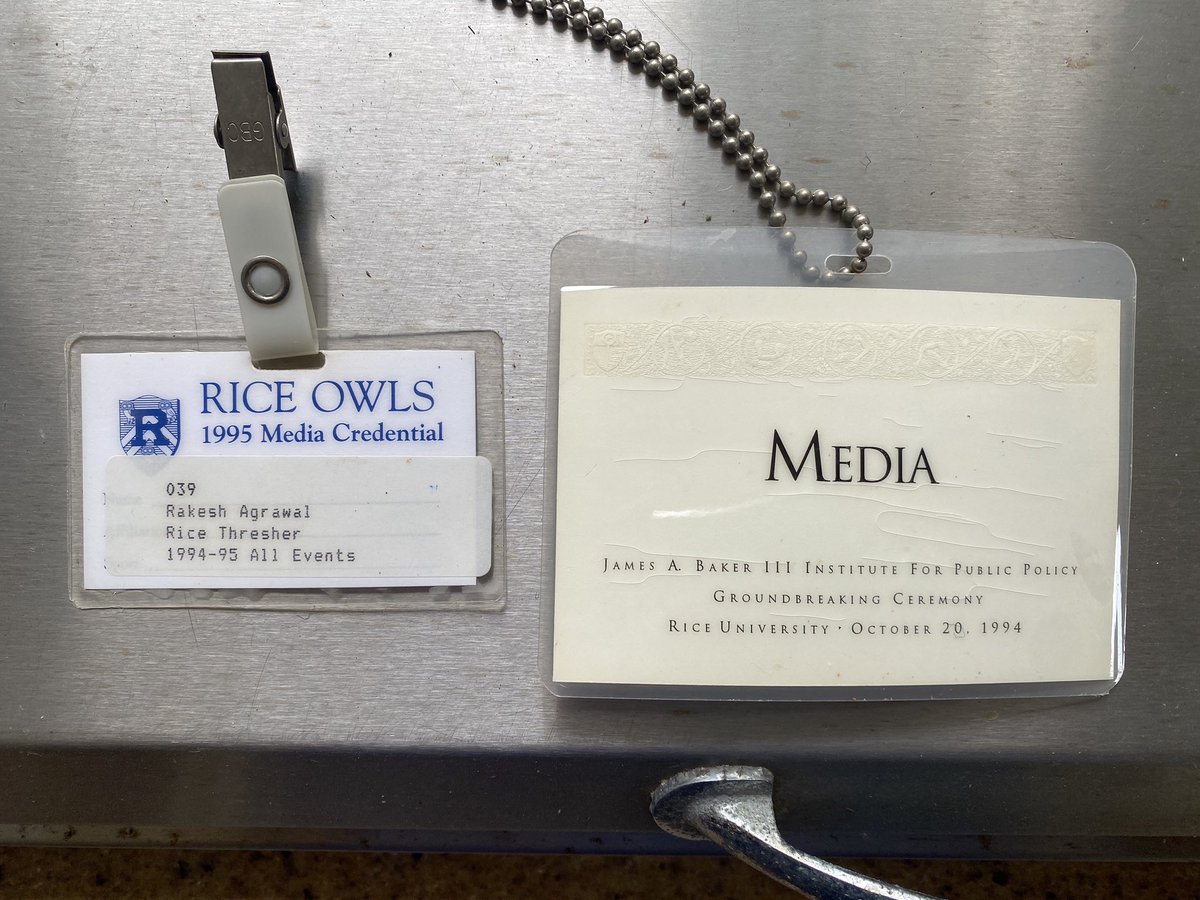 GBC
RICE OWLS
1995 Media Credential
R
039
Rakesh Agrawal
Rice Thresher
1994-95 All Events
MEDIA
JAMES A. BAKER III INSTITUTE FOR PUBLIC POLICY
GROUNDBREAKING CEREMONY
RICE UNIVERSITY · OCTOBER 20, 1994